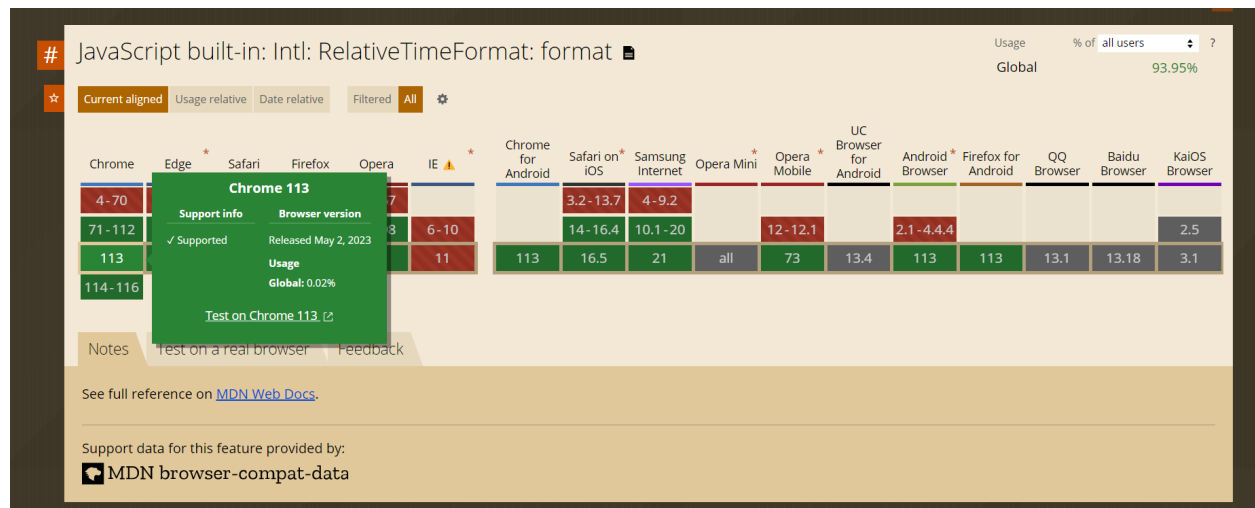 #
JavaScript built-in: Intl: RelativeTimeFormat: format
Usage % of all users ?
Global 93.95%
☆
Current aligned Usage relative Date relative Filtered All
Chrome Edge * Safari Firefox Opera IE ⚠ * Chrome for Android Safari on iOS * Samsung Internet Opera Mini * Opera Mobile * UC Browser for Android Android Browser * Firefox for Android QQ Browser Baidu Browser KaiOS Browser
4-70 3.2-13.7 4-9.2
71-112 6-10 14-16.4 10.1-20 12-12.1 2.1-4.4.4 2.5
113 11 113 16.5 21 all 73 13.4 113 113 13.1 13.18 3.1
114-116
Chrome 113
Support info Browser version
✓ Supported Released May 2, 2023
Usage
Global: 0.02%
Test on Chrome 113
Notes Test on a real browser Feedback
See full reference on MDN Web Docs.
Support data for this feature provided by:
MDN browser-compat-data